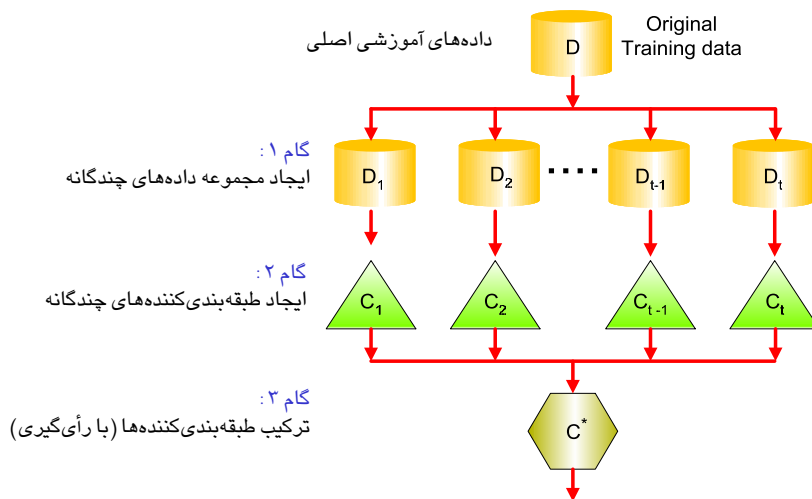 داده‌های آموزشی اصلی
D
Original
Training data
گام ۱:
ایجاد مجموعه داده‌های چندگانه
D1
D2
....
Dt-1
Dt
گام ۲:
ایجاد طبقه‌بندی‌کننده‌های چندگانه
C1
C2
Ct-1
Ct
گام ۳:
ترکیب طبقه‌بندی‌کننده‌ها (با رأی‌گیری)
C*